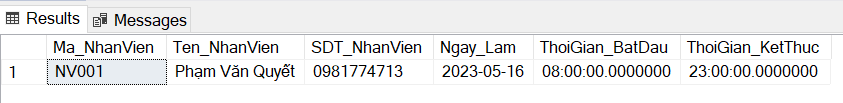 Results Messages
Ma_NhanVien Ten_NhanVien SDT_NhanVien Ngay_Lam ThoiGian_BatDau ThoiGian_KetThuc
1 NV001 Phạm Văn Quyết 0981774713 2023-05-16 08:00:00.0000000 23:00:00.0000000